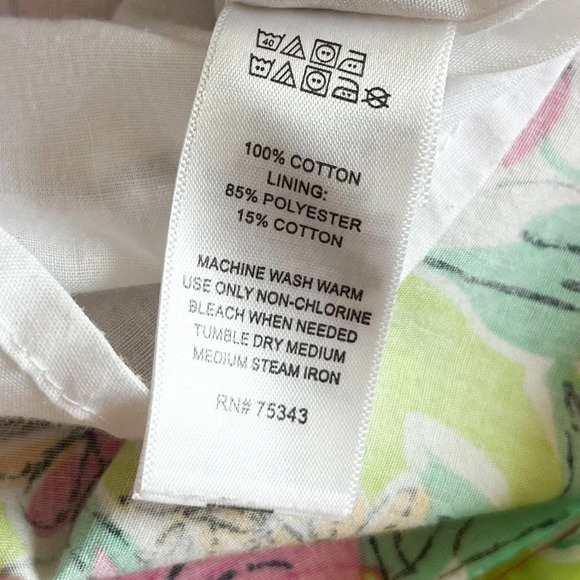 40
100% COTTON
LINING:
85% POLYESTER
15% COTTON
MACHINE WASH WARM
USE ONLY NON-CHLORINE
BLEACH WHEN NEEDED
TUMBLE DRY MEDIUM
MEDIUM STEAM IRON
RN# 75343